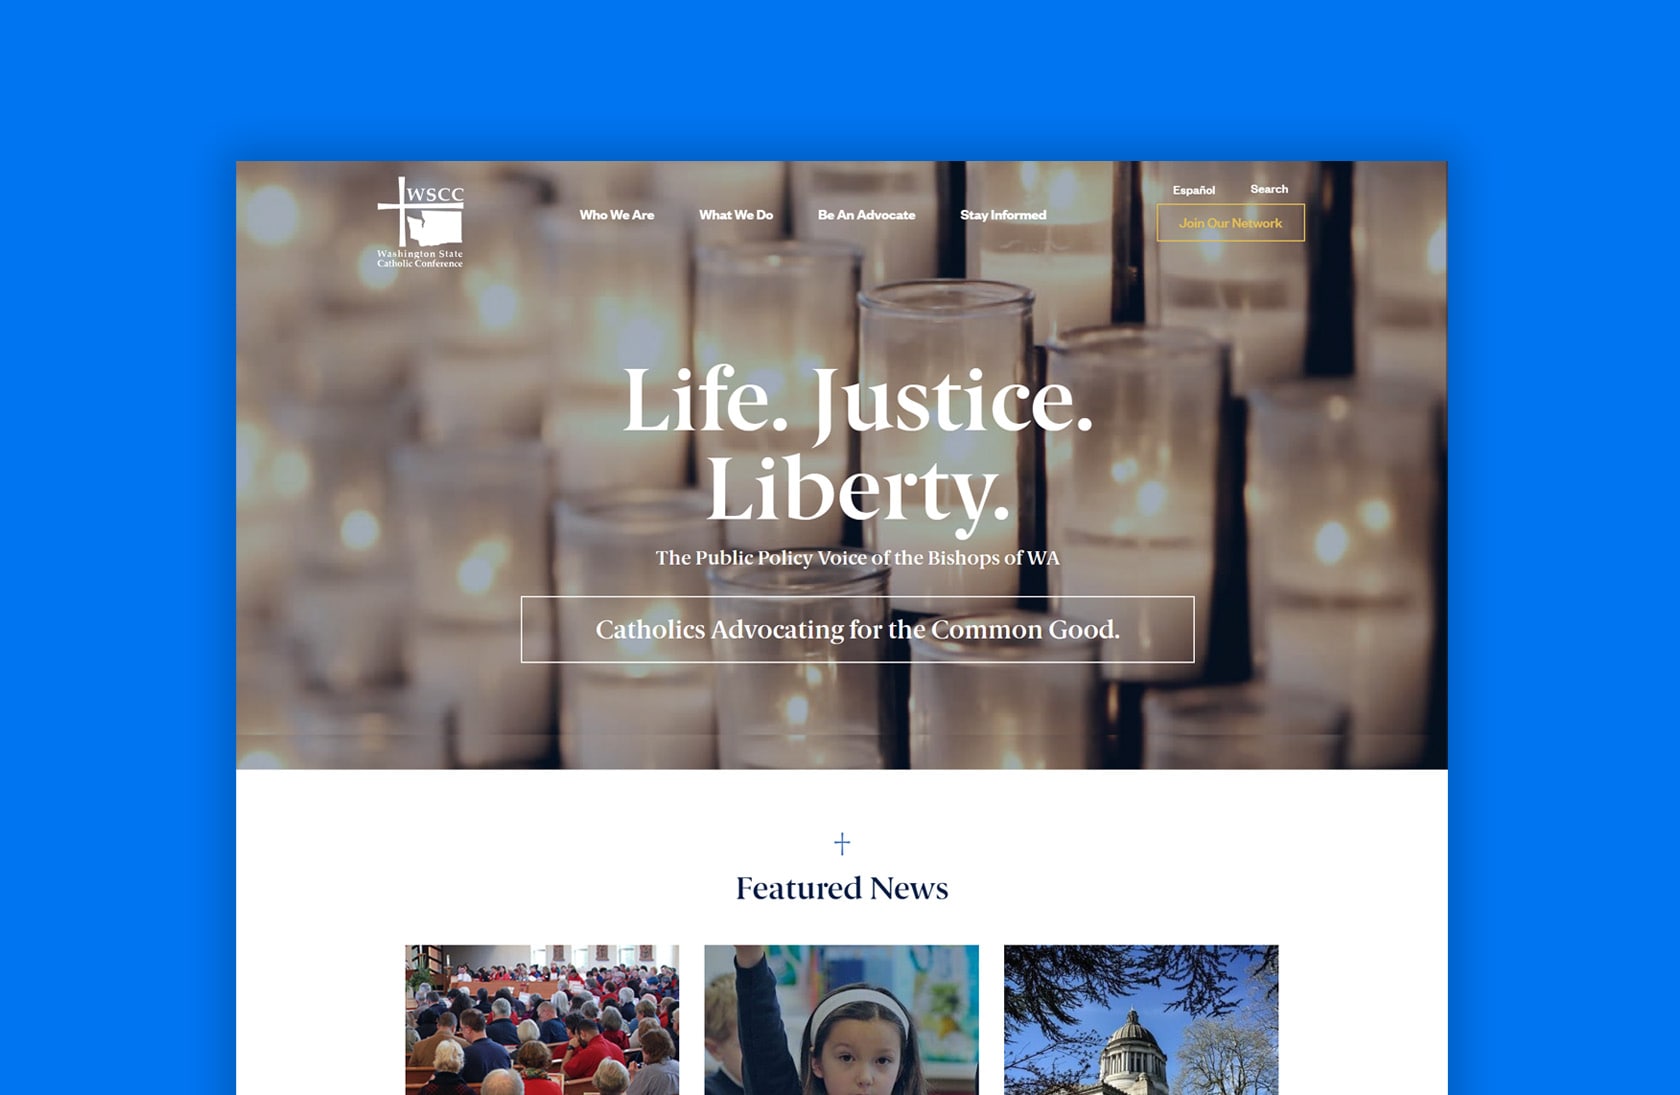 WSCC
Washington State
Catholic Conference
Who We Are
What We Do
Be An Advocate
Stay Informed
Español
Search
Join Our Network
Life. Justice.
Liberty.
The Public Policy Voice of the Bishops of WA
Catholics Advocating for the Common Good.
Featured News